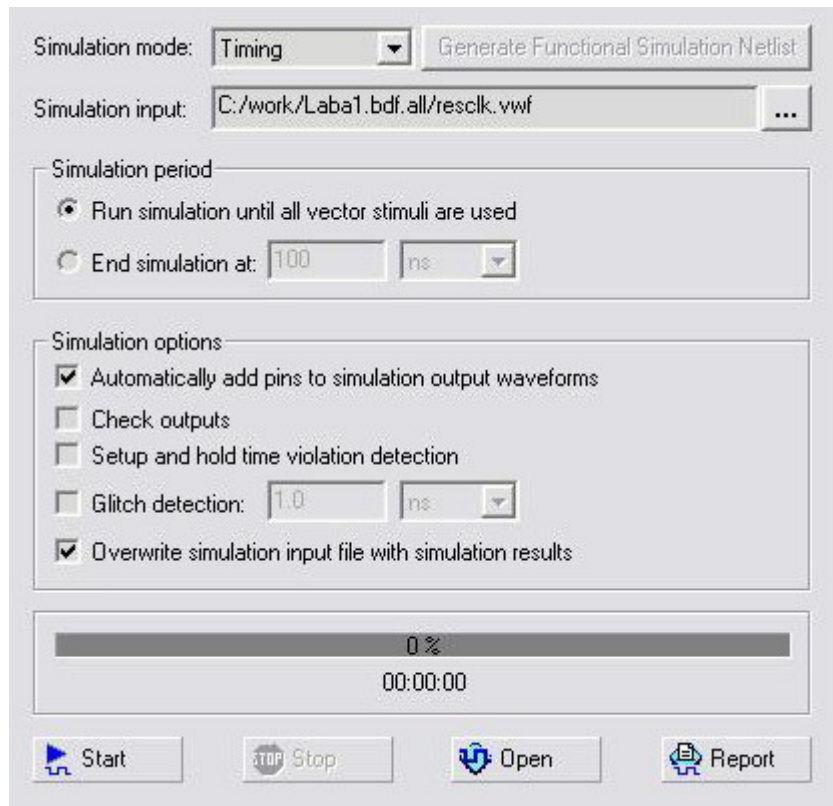 Simulation mode: Timing Generate Functional Simulation Netlist
Simulation input: C:/work/Laba1.bdf.all/resclk.vwf ...
Simulation period
Run simulation until all vector stimuli are used
End simulation at: 100 ns
Simulation options
Automatically add pins to simulation output waveforms
Check outputs
Setup and hold time violation detection
Glitch detection: 1.0 ns
Overwrite simulation input file with simulation results
0 %
00:00:00
Start STOP Stop Open Report